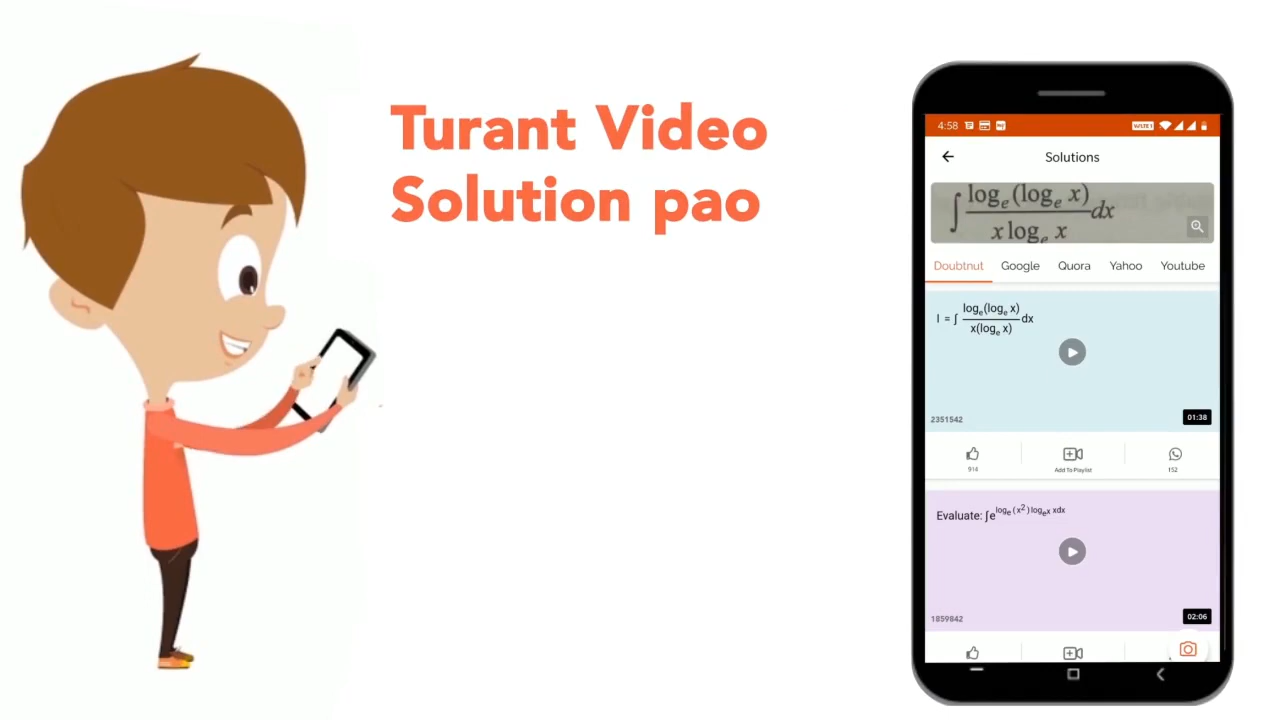 Turant Video
Solution pao
4:58
VoLTE1
Solutions
∫ logₑ(logₑ x) / x logₑ x dx
Doubtnut Google Quora Yahoo Youtube
I = ∫ logₑ(logₑ x) / x(logₑ x) dx
2351542 01:38
914 Add To Playlist 152
Evaluate: ∫e^logₑ(x²)logₑx xdx
1859842 02:06